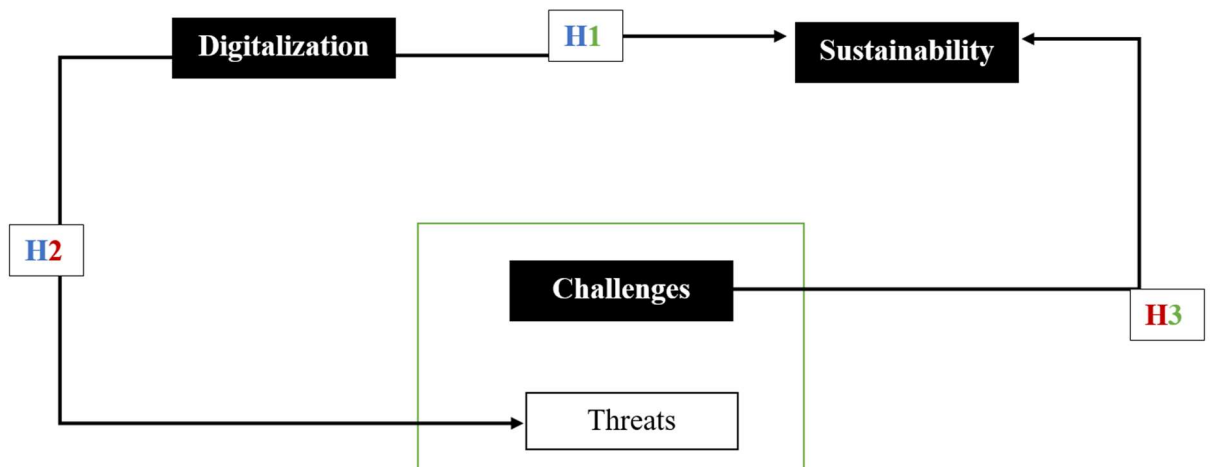 Digitalization
H1
Sustainability
H2
Challenges
H3
Threats